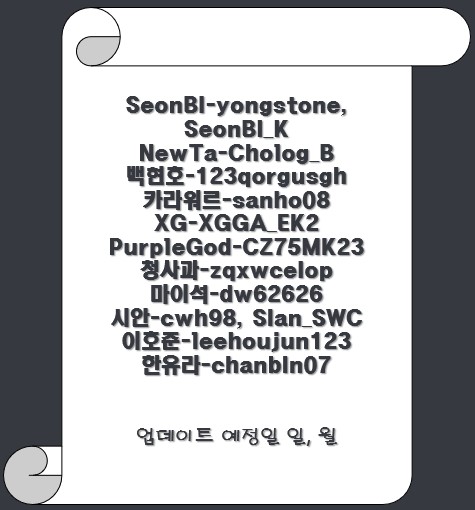 SeonBI-yongstone,
SeonBI_K
NewTa-Cholog_B
백현호-123qorgusgh
카라워르-sanho08
XG-XGGA_EK2
PurpleGod-CZ75MK23
청사과-zqxwcelop
마이석-dw62626
시안-cwh98, SIan_SWC
이호준-leehoujun123
한유라-chanbIn07
업데이트 예정일 일, 월